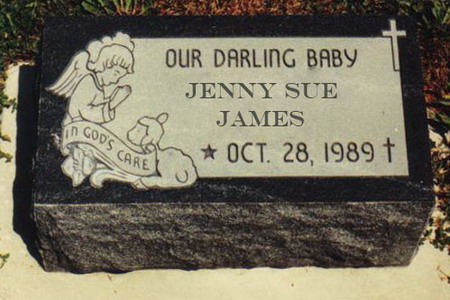 OUR DARLING BABY
JENNY SUE
JAMES
★ OCT. 28, 1989 †
IN GOD'S CARE